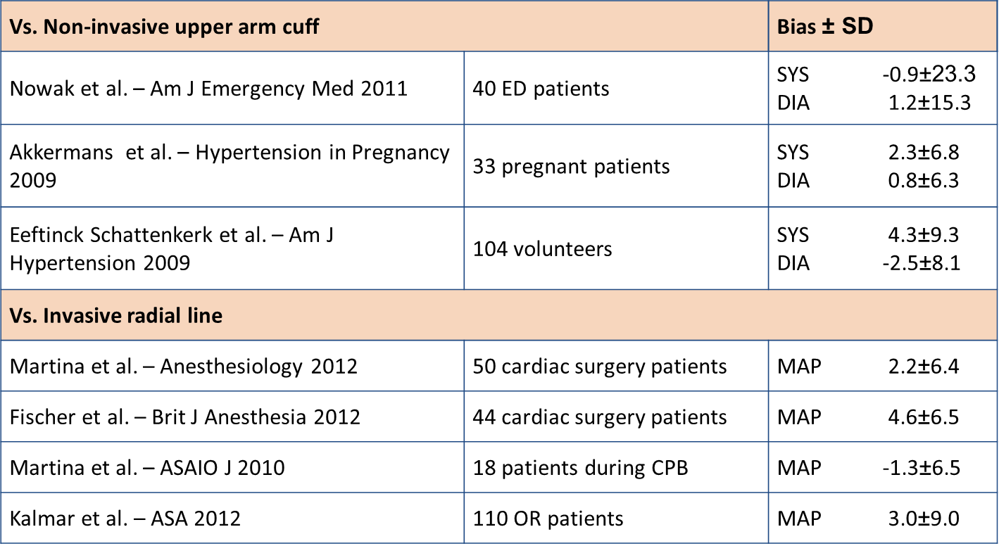 Vs. Non-invasive upper arm cuff Bias ± SD
Nowak et al. – Am J Emergency Med 2011 40 ED patients SYS -0.9±23.3
DIA 1.2±15.3
Akkermans et al. – Hypertension in Pregnancy
2009 33 pregnant patients SYS 2.3±6.8
DIA 0.8±6.3
Eeftinck Schattenkerk et al. – Am J
Hypertension 2009 104 volunteers SYS 4.3±9.3
DIA -2.5±8.1
Vs. Invasive radial line
Martina et al. – Anesthesiology 2012 50 cardiac surgery patients MAP 2.2±6.4
Fischer et al. – Brit J Anesthesia 2012 44 cardiac surgery patients MAP 4.6±6.5
Martina et al. – ASAIO J 2010 18 patients during CPB MAP -1.3±6.5
Kalmar et al. – ASA 2012 110 OR patients MAP 3.0±9.0